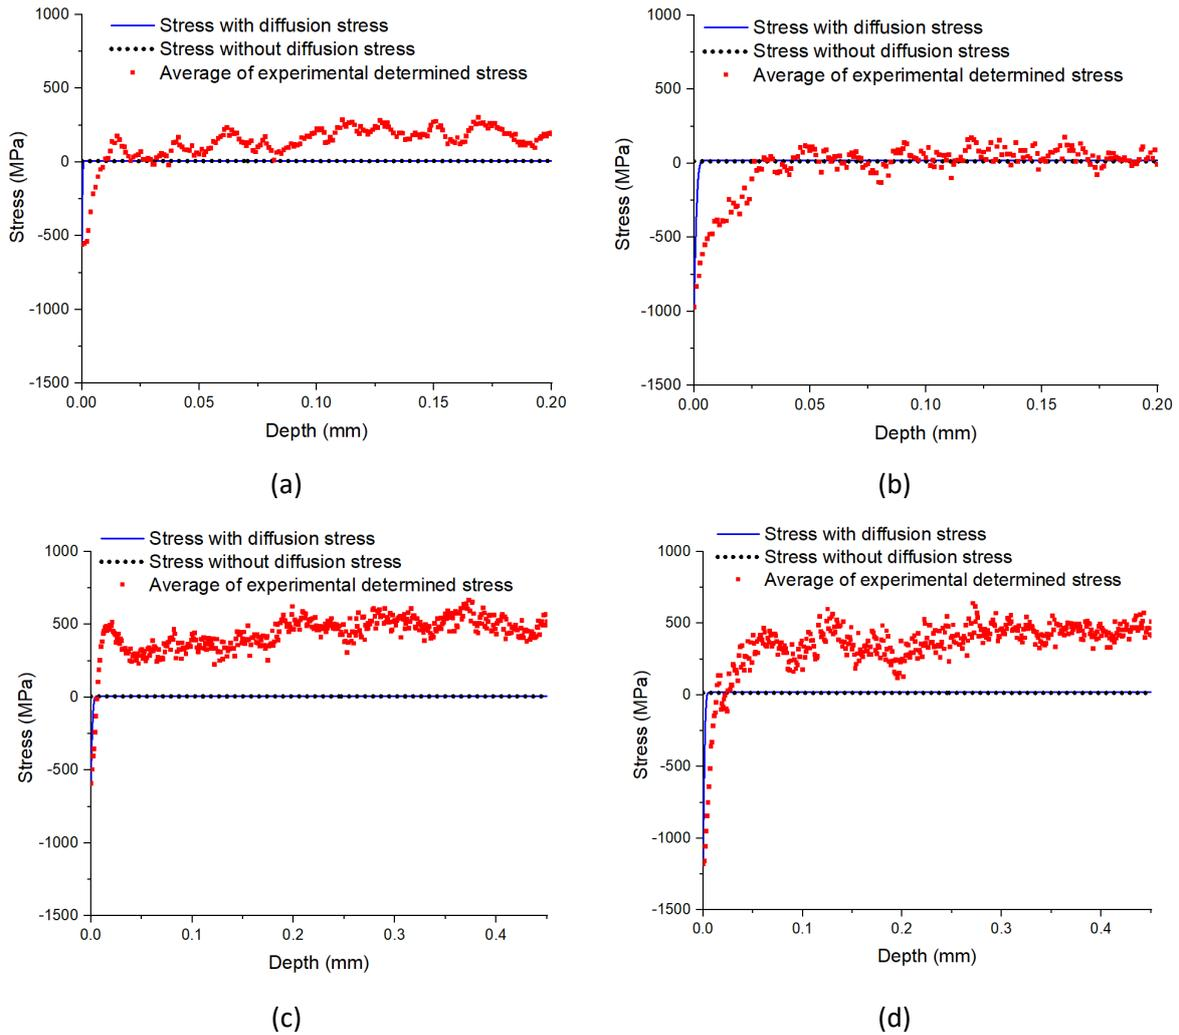 Stress with diffusion stress
Stress without diffusion stress
Average of experimental determined stress
1000
500
0
-500
-1000
-1500
Stress (MPa)
0.00
0.05
0.10
0.15
0.20
Depth (mm)
(a)
Stress with diffusion stress
Stress without diffusion stress
Average of experimental determined stress
1000
500
0
-500
-1000
-1500
Stress (MPa)
0.00
0.05
0.10
0.15
0.20
Depth (mm)
(b)
Stress with diffusion stress
Stress without diffusion stress
Average of experimental determined stress
1000
500
0
-500
-1000
-1500
Stress (MPa)
0.0
0.1
0.2
0.3
0.4
Depth (mm)
(c)
Stress with diffusion stress
Stress without diffusion stress
Average of experimental determined stress
1000
500
0
-500
-1000
-1500
Stress (MPa)
0.0
0.1
0.2
0.3
0.4
Depth (mm)
(d)